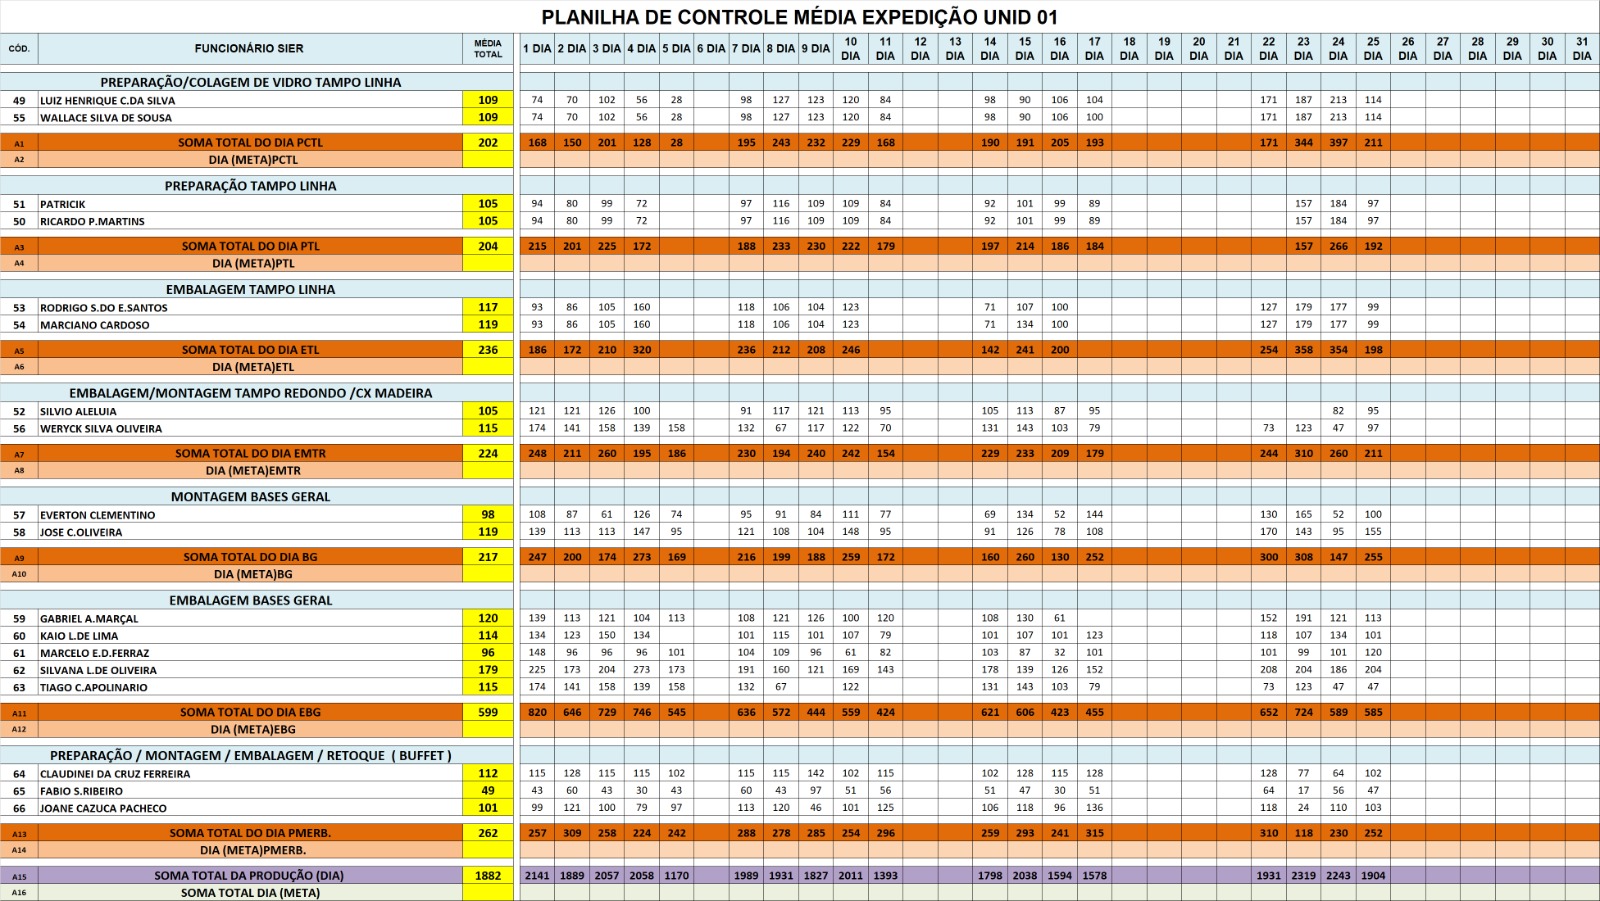 PLANILHA DE CONTROLE MÉDIA EXPEDIÇÃO UNID 01
CÓD. FUNCIONÁRIO SIER MÉDIA TOTAL 1 DIA 2 DIA 3 DIA 4 DIA 5 DIA 6 DIA 7 DIA 8 DIA 9 DIA 10 DIA 11 DIA 12 DIA 13 DIA 14 DIA 15 DIA 16 DIA 17 DIA 18 DIA 19 DIA 20 DIA 21 DIA 22 DIA 23 DIA 24 DIA 25 DIA 26 DIA 27 DIA 28 DIA 29 DIA 30 DIA 31 DIA
PREPARAÇÃO/COLAGEM DE VIDRO TAMPO LINHA
49 LUIZ HENRIQUE C.DA SILVA 109 74 70 102 56 28 98 127 123 120 84 98 90 106 104 171 187 213 114
55 WALLACE SILVA DE SOUSA 109 74 70 102 56 28 98 127 123 120 84 98 90 106 100 171 187 213 114
A1 SOMA TOTAL DO DIA PCTL 202 168 150 201 128 28 195 243 232 229 168 190 191 205 193 171 344 397 211
A2 DIA (META)PCTL
PREPARAÇÃO TAMPO LINHA
51 PATRICIK 105 94 80 99 72 97 116 109 109 84 92 101 99 89 157 184 97
50 RICARDO P.MARTINS 105 94 80 99 72 97 116 109 109 84 92 101 99 89 157 184 97
A3 SOMA TOTAL DO DIA PTL 204 215 201 225 172 188 233 230 222 179 197 214 186 184 157 266 192
A4 DIA (META)PTL
EMBALAGEM TAMPO LINHA
53 RODRIGO S.DO E.SANTOS 117 93 86 105 160 118 106 104 123 71 107 100 127 179 177 99
54 MARCIANO CARDOSO 119 93 86 105 160 118 106 104 123 71 134 100 127 179 177 99
A5 SOMA TOTAL DO DIA ETL 236 186 172 210 320 236 212 208 246 142 241 200 254 358 354 198
A6 DIA (META)ETL
EMBALAGEM/MONTAGEM TAMPO REDONDO /CX MADEIRA
52 SILVIO ALELUIA 105 121 121 126 100 91 117 121 113 95 105 113 87 95 82 95
56 WERYCK SILVA OLIVEIRA 115 174 141 158 139 158 132 67 117 122 70 131 143 103 79 73 123 47 97
A7 SOMA TOTAL DO DIA EMTR 224 248 211 260 195 186 230 194 240 242 154 229 233 209 179 244 310 260 211
A8 DIA (META)EMTR
MONTAGEM BASES GERAL
57 EVERTON CLEMENTINO 98 108 87 61 126 74 95 91 84 111 77 69 134 52 144 130 165 52 100
58 JOSE C.OLIVEIRA 119 139 113 113 147 95 121 108 104 148 95 91 126 78 108 170 143 95 155
A9 SOMA TOTAL DO DIA BG 217 247 200 174 273 169 216 199 188 259 172 160 260 130 252 300 308 147 255
A10 DIA (META)BG
EMBALAGEM BASES GERAL
59 GABRIEL A.MARÇAL 120 139 113 121 104 113 108 121 126 100 120 108 130 61 152 191 121 113
60 KAIO L.DE LIMA 114 134 123 150 134 101 115 101 107 79 101 107 101 123 118 107 134 101
61 MARCELO E.D.FERRAZ 96 148 96 96 96 101 104 109 96 61 82 103 87 32 101 101 99 101 120
62 SILVANA L.DE OLIVEIRA 179 225 173 204 273 173 191 160 121 169 143 178 139 126 152 208 204 186 204
63 TIAGO C.APOLINARIO 115 174 141 158 139 158 132 67 122 131 143 103 79 73 123 47 47
A11 SOMA TOTAL DO DIA EBG 599 820 646 729 746 545 636 572 444 559 424 621 606 423 455 652 724 589 585
A12 DIA (META)EBG
PREPARAÇÃO / MONTAGEM / EMBALAGEM / RETOQUE ( BUFFET )
64 CLAUDINEI DA CRUZ FERREIRA 112 115 128 115 115 102 115 115 142 102 115 102 128 115 128 128 77 64 102
65 FABIO S.RIBEIRO 49 43 60 43 30 43 60 43 97 51 56 51 47 30 51 64 17 56 47
66 JOANE CAZUCA PACHECO 101 99 121 100 79 97 113 120 46 101 125 106 118 96 136 118 24 110 103
A13 SOMA TOTAL DO DIA PMERB. 262 257 309 258 224 242 288 278 285 254 296 259 293 241 315 310 118 230 252
A14 DIA (META)PMERB.
A15 SOMA TOTAL DA PRODUÇÃO (DIA) 1882 2141 1889 2057 2058 1170 1989 1931 1827 2011 1393 1798 2038 1594 1578 1931 2319 2243 1904
A16 SOMA TOTAL DIA (META)